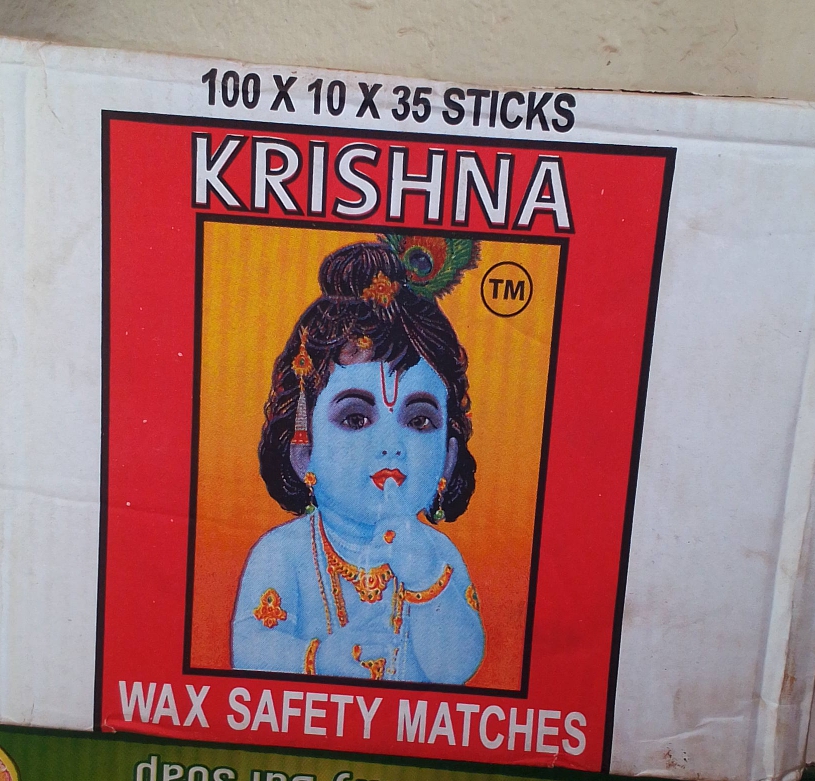 100 X 10 X 35 STICKS
KRISHNA
TM
WAX SAFETY MATCHES